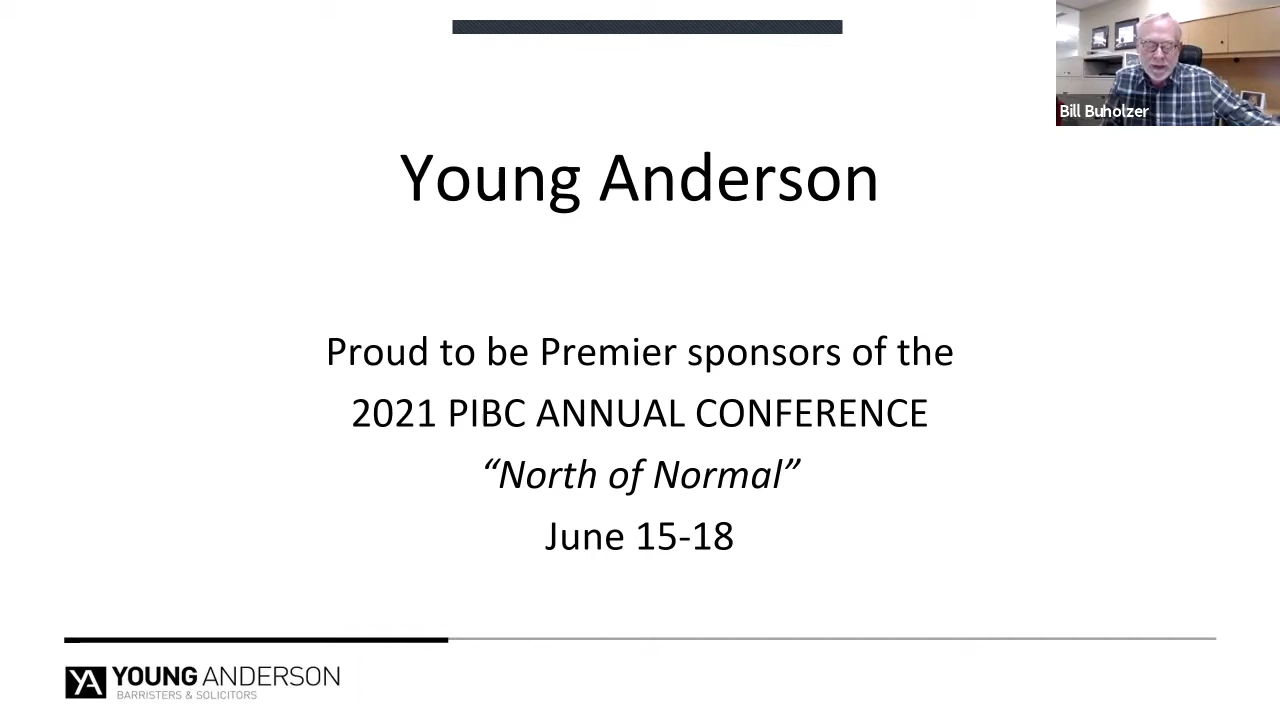 Bill Buholzer
Young Anderson
Proud to be Premier sponsors of the
2021 PIBC ANNUAL CONFERENCE
“North of Normal”
June 15-18
YA YOUNG ANDERSON
BARRISTERS & SOLICITORS